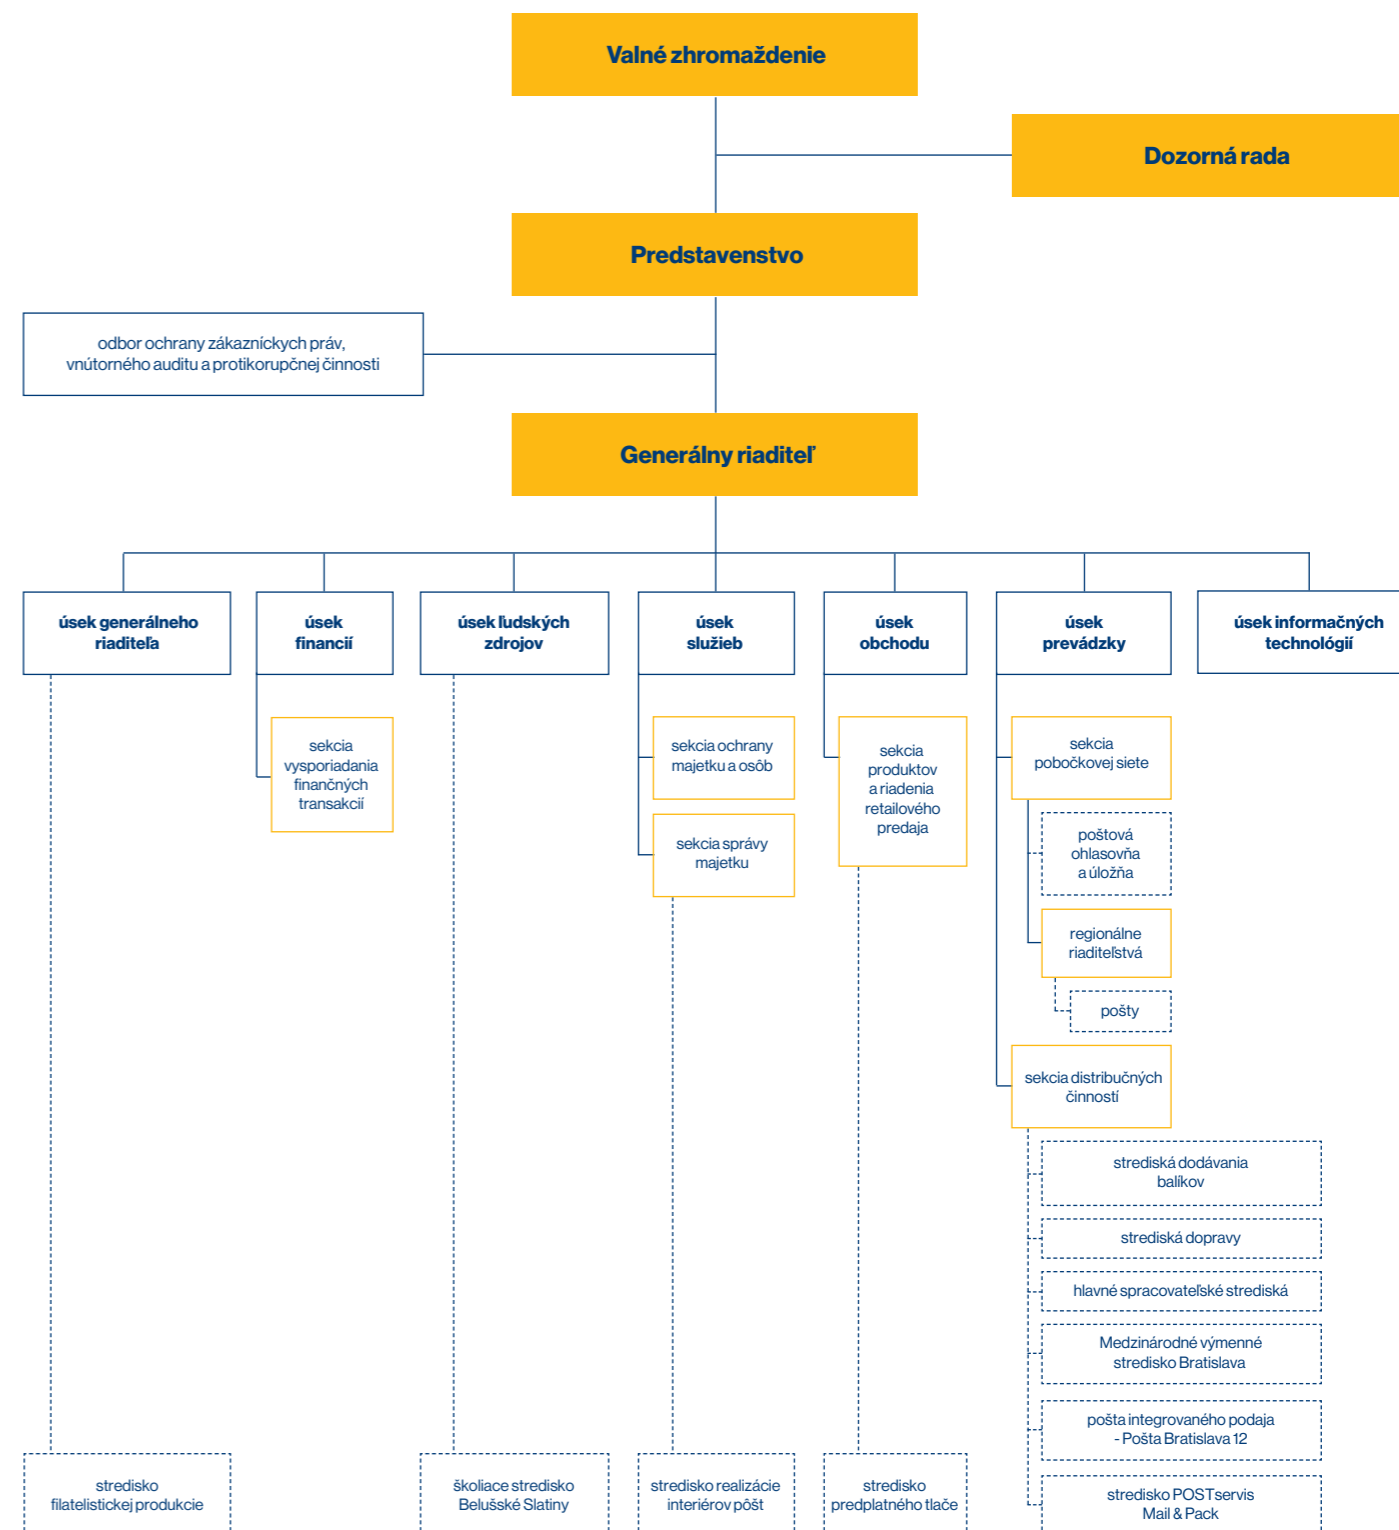 Valné zhromaždenie
Dozorná rada
Predstavenstvo
odbor ochrany zákazníckych práv,
vnútorného auditu a protikorupčnej činnosti
Generálny riaditeľ
úsek generálneho
riaditeľa
úsek
financií
úsek ľudských
zdrojov
úsek
služieb
úsek
obchodu
úsek
prevádzky
úsek informačných
technológií
sekcia
vysporiadania
finančných
transakcií
sekcia ochrany
majetku a osôb
sekcia správy
majetku
sekcia
produktov
a riadenia
retailového
predaja
sekcia
pobočkovej siete
poštová
ohlasovňa
a úložňa
regionálne
riaditeľstvá
pošty
sekcia distribučných
činností
strediská dodávania
balíkov
strediská dopravy
hlavné spracovateľské strediská
Medzinárodné výmenné
stredisko Bratislava
pošta integrovaného podaja
- Pošta Bratislava 12
stredisko POSTservis
Mail & Pack
stredisko
filatelistickej produkcie
školiace stredisko
Belušské Slatiny
stredisko realizácie
interiérov pôšt
stredisko
predplatného tlače